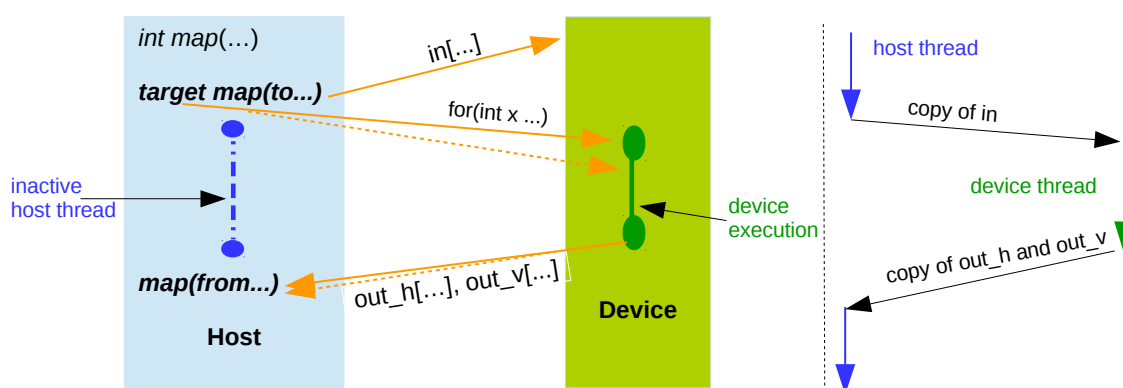 int map(…)
target map(to...)
in[...]
for(int x ...)
inactive
host thread
device
execution
map(from...)
out_h[…], out_v[...]
Host
Device
host thread
copy of in
device thread
copy of out_h and out_v